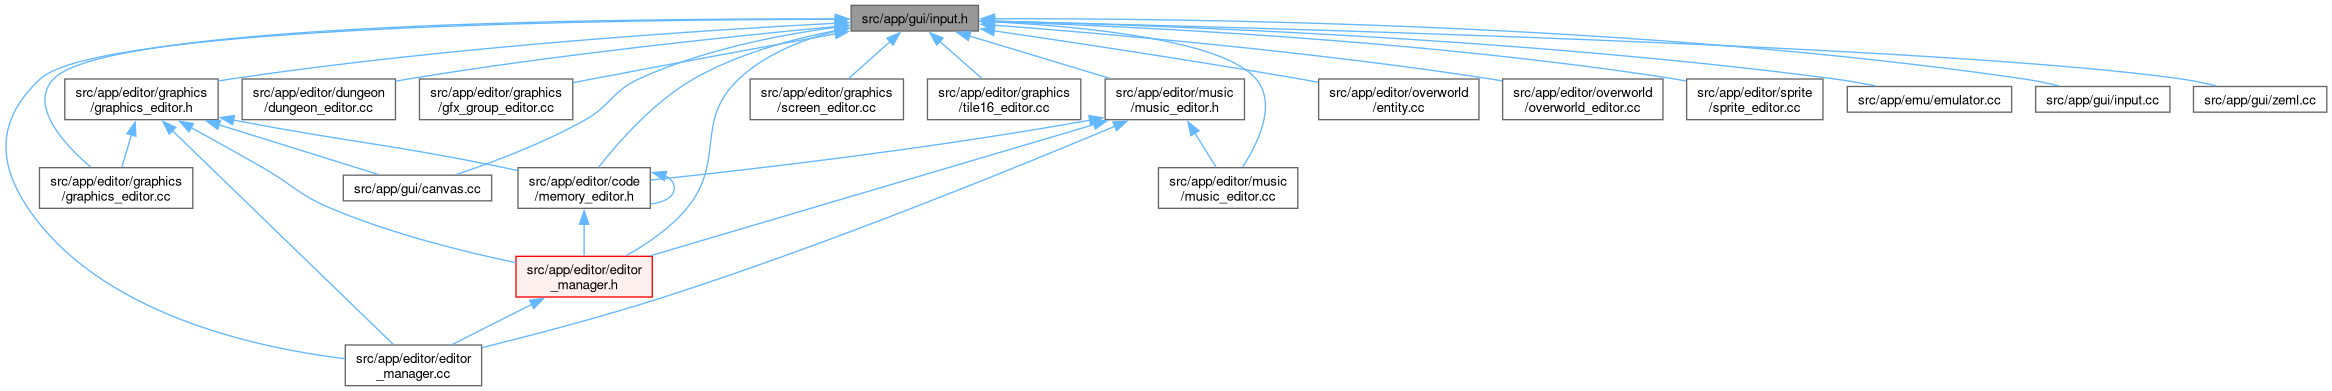 src/app/gui/input.h
src/app/editor/graphics
/graphics_editor.h
src/app/editor/dungeon
/dungeon_editor.cc
src/app/editor/graphics
/gfx_group_editor.cc
src/app/editor/graphics
/screen_editor.cc
src/app/editor/graphics
/tile16_editor.cc
src/app/editor/music
/music_editor.h
src/app/editor/overworld
/entity.cc
src/app/editor/overworld
/overworld_editor.cc
src/app/editor/sprite
/sprite_editor.cc
src/app/emu/emulator.cc
src/app/gui/input.cc
src/app/gui/zeml.cc
src/app/editor/graphics
/graphics_editor.cc
src/app/gui/canvas.cc
src/app/editor/code
/memory_editor.h
src/app/editor/music
/music_editor.cc
src/app/editor/editor
_manager.h
src/app/editor/editor
_manager.cc